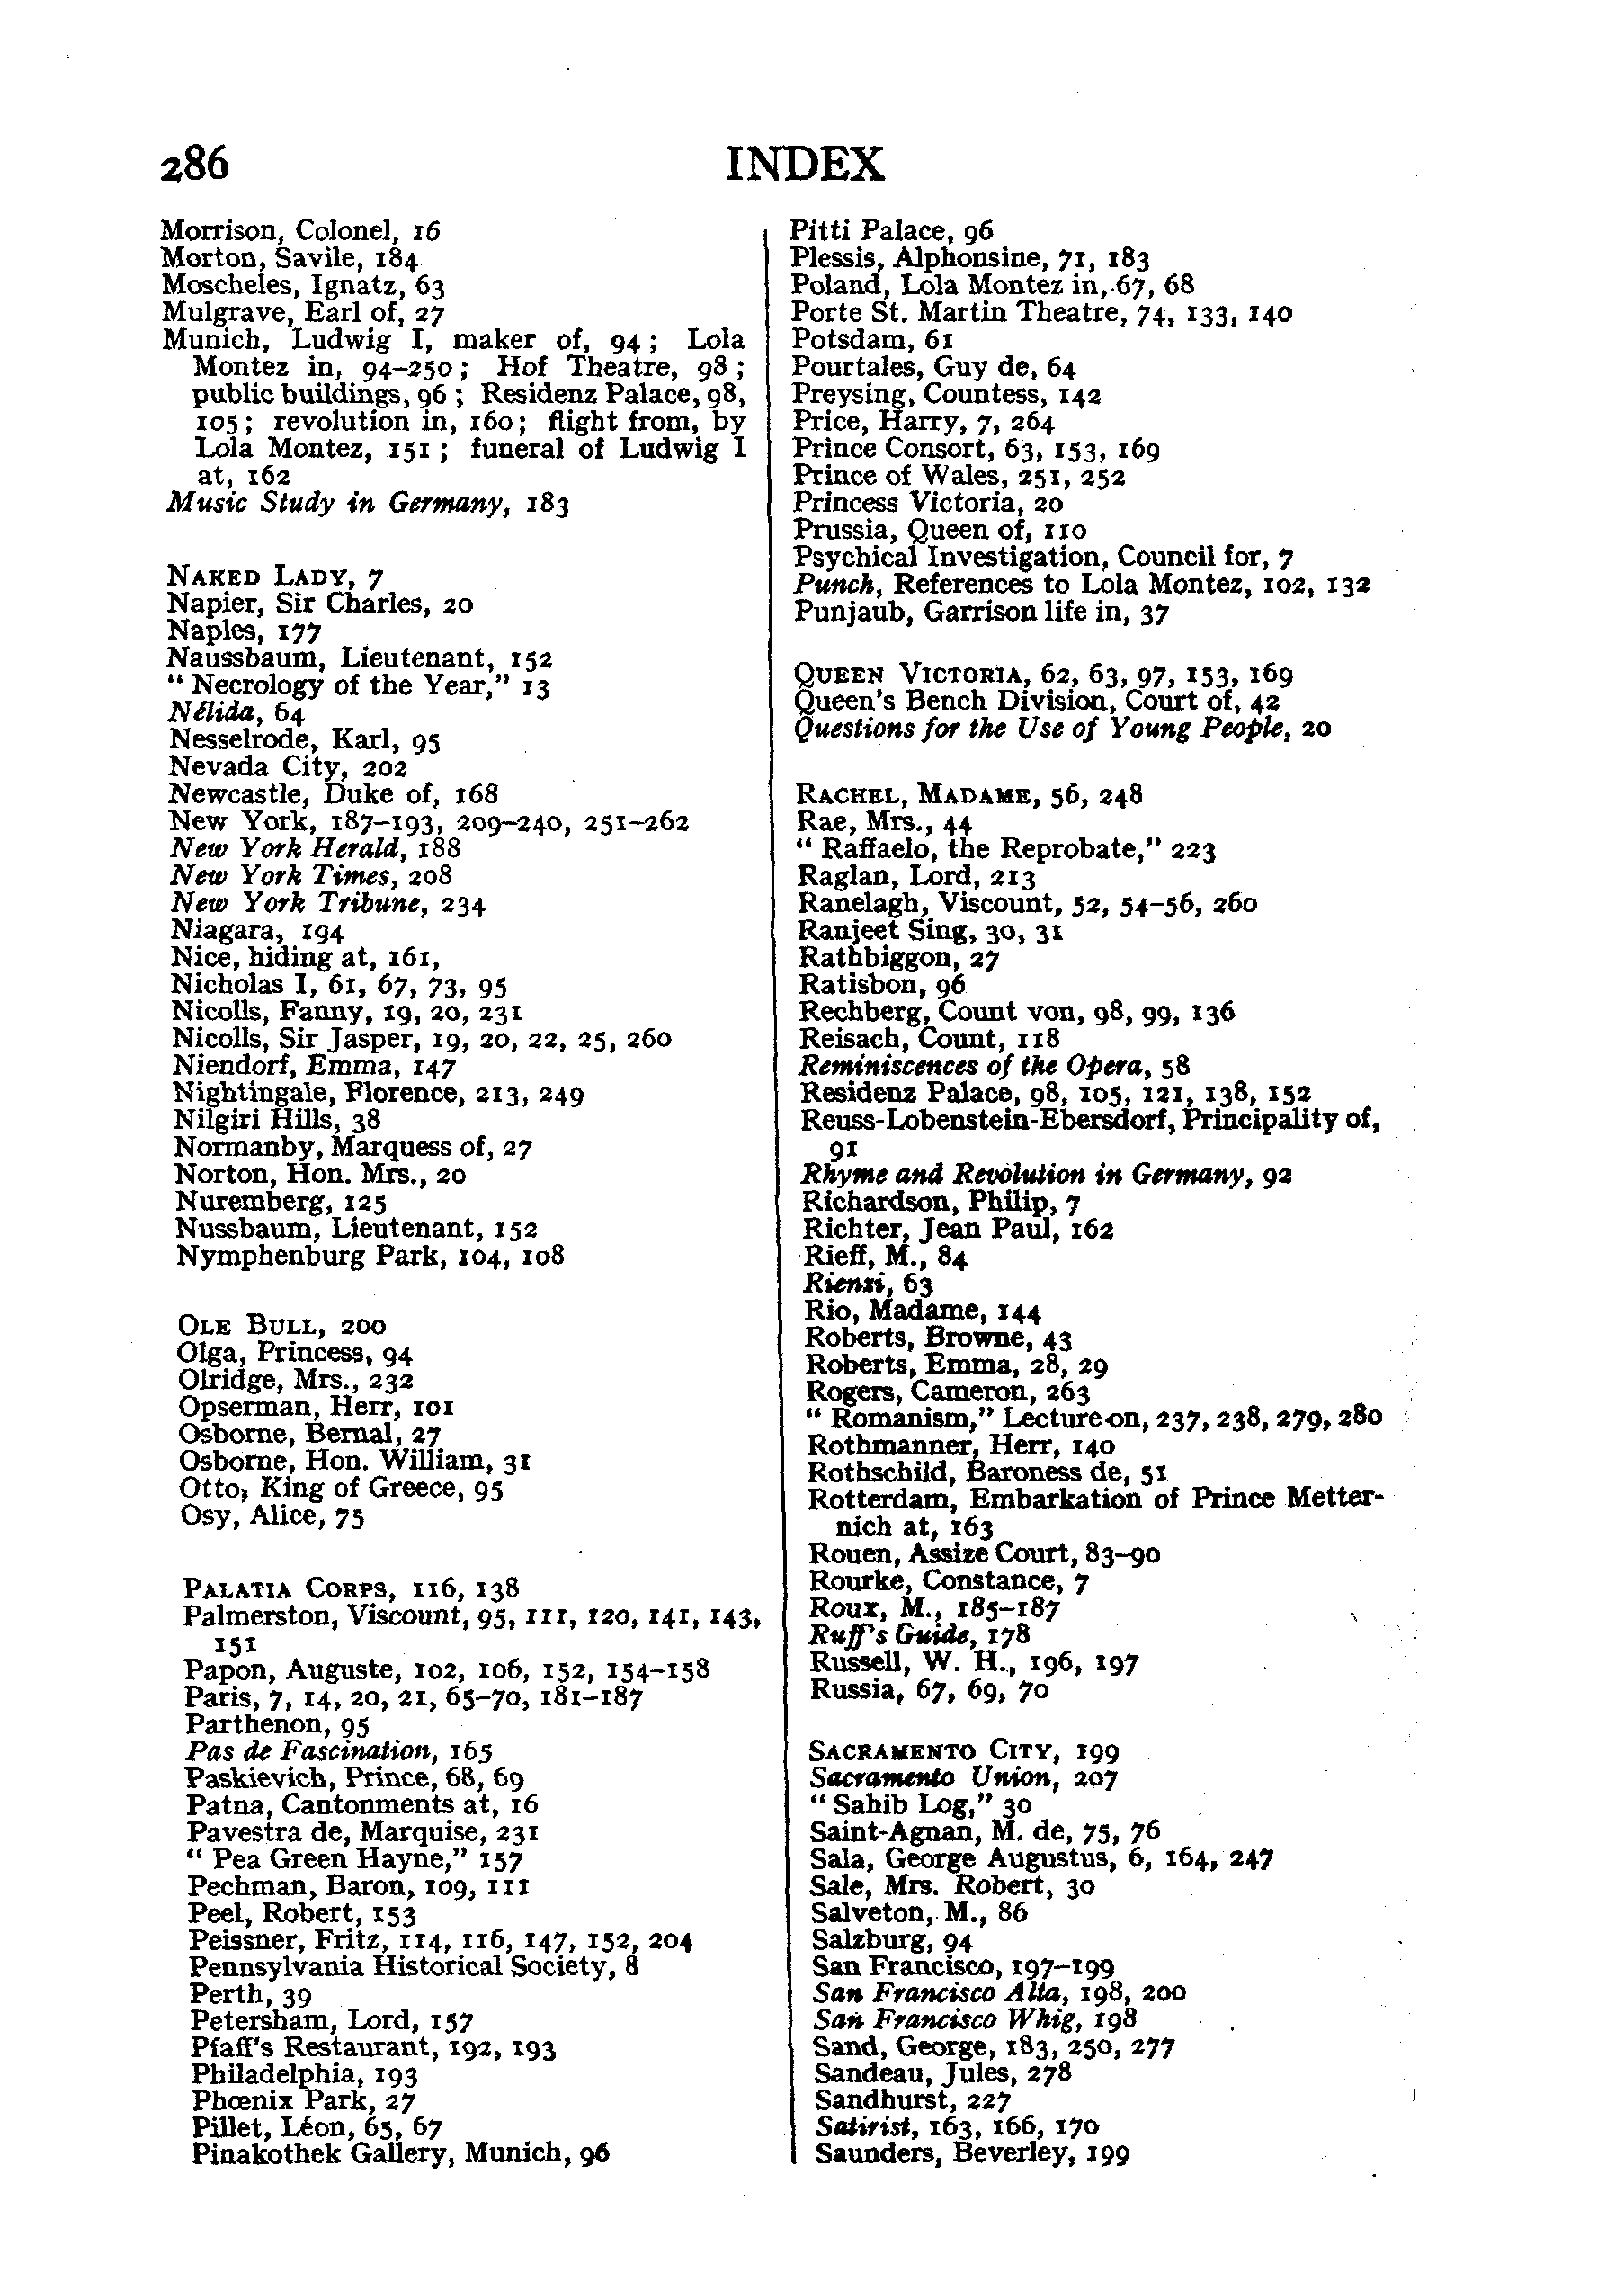 286
INDEX
Morrison, Colonel, 16
Morton, Savile, 184
Moscheles, Ignatz, 63
Mulgrave, Earl of, 27
Munich, Ludwig I, maker of, 94; Lola
Montez in, 94–250; Hof Theatre, 98;
public buildings, 96; Residenz Palace, 98,
105; revolution in, 160; flight from, by
Lola Montez, 151; funeral of Ludwig I
at, 162
Music Study in Germany, 183
NAKED LADY, 7
Napier, Sir Charles, 20
Naples, 177
Naussbaum, Lieutenant, 152
" Necrology of the Year," 13
Nélida, 64
Nesselrode, Karl, 95
Nevada City, 202
Newcastle, Duke of, 168
New York, 187–193, 209–240, 251–262
New York Herald, 188
New York Times, 208
New York Tribune, 234
Niagara, 194
Nice, hiding at, 161,
Nicholas I, 61, 67, 73, 95
Nicolls, Fanny, 19, 20, 231
Nicolls, Sir Jasper, 19, 20, 22, 25, 260
Niendorf, Emma, 147
Nightingale, Florence, 213, 249
Nilgiri Hills, 38
Normanby, Marquess of, 27
Norton, Hon. Mrs., 20
Nuremberg, 125
Nussbaum, Lieutenant, 152
Nymphenburg Park, 104, 108
OLE BULL, 200
Olga, Princess, 94
Olridge, Mrs., 232
Opserman, Herr, 101
Osborne, Bernal, 27
Osborne, Hon. William, 31
Otto, King of Greece, 95
Osy, Alice, 75
PALATIA CORPS, 116, 138
Palmerston, Viscount, 95, 111, 120, 141, 143,
151
Papon, Auguste, 102, 106, 152, 154–158
Paris, 7, 14, 20, 21, 65–70, 181–187
Parthenon, 95
Pas de Fascination, 165
Paskievich, Prince, 68, 69
Patna, Cantonments at, 16
Pavestra de, Marquise, 231
" Pea Green Hayne," 157
Pechman, Baron, 109, 111
Peel, Robert, 153
Peissner, Fritz, 114, 116, 147, 152, 204
Pennsylvania Historical Society, 8
Perth, 39
Petersham, Lord, 157
Pfaff's Restaurant, 192, 193
Philadelphia, 193
Phœnix Park, 27
Pillet, Léon, 65, 67
Pinakothek Gallery, Munich, 96
Pitti Palace, 96
Plessis, Alphonsine, 71, 183
Poland, Lola Montez in, 67, 68
Porte St. Martin Theatre, 74, 133, 140
Potsdam, 61
Pourtales, Guy de, 64
Preysing, Countess, 142
Price, Harry, 7, 264
Prince Consort, 63, 153, 169
Prince of Wales, 251, 252
Princess Victoria, 20
Prussia, Queen of, 110
Psychical Investigation, Council for, 7
Punch, References to Lola Montez, 102, 132
Punjaub, Garrison life in, 37
QUEEN VICTORIA, 62, 63, 97, 153, 169
Queen's Bench Division, Court of, 42
Questions for the Use of Young People, 20
RACHEL, MADAME, 56, 248
Rae, Mrs., 44
" Raffaelo, the Reprobate," 223
Raglan, Lord, 213
Ranelagh, Viscount, 52, 54–56, 260
Ranjeet Sing, 30, 31
Rathbiggon, 27
Ratisbon, 96
Rechberg, Count von, 98, 99, 136
Reisach, Count, 118
Reminiscences of the Opera, 58
Residenz Palace, 98, 105, 121, 138, 152
Reuss-Lobenstein-Ebersdorf, Principality of,
91
Rhyme and Revolution in Germany, 92
Richardson, Philip, 7
Richter, Jean Paul, 162
Rieff, M., 84
Rienzi, 63
Rio, Madame, 144
Roberts, Browne, 43
Roberts, Emma, 28, 29
Rogers, Cameron, 263
" Romanism," Lecture on, 237, 238, 279, 280
Rothmanner, Herr, 140
Rothschild, Baroness de, 51
Rotterdam, Embarkation of Prince Metter-
nich at, 163
Rouen, Assize Court, 83–90
Rourke, Constance, 7
Roux, M., 185–187
Ruff's Guide, 178
Russell, W. H., 196, 197
Russia, 67, 69, 70
SACRAMENTO CITY, 199
Sacramento Union, 207
" Sahib Log," 30
Saint-Agnan, M. de, 75, 76
Sala, George Augustus, 6, 164, 247
Sale, Mrs. Robert, 30
Salveton, M., 86
Salzburg, 94
San Francisco, 197–199
San Francisco Alta, 198, 200
San Francisco Whig, 198
Sand, George, 183, 250, 277
Sandeau, Jules, 278
Sandhurst, 227
Satirist, 163, 166, 170
Saunders, Beverley, 199